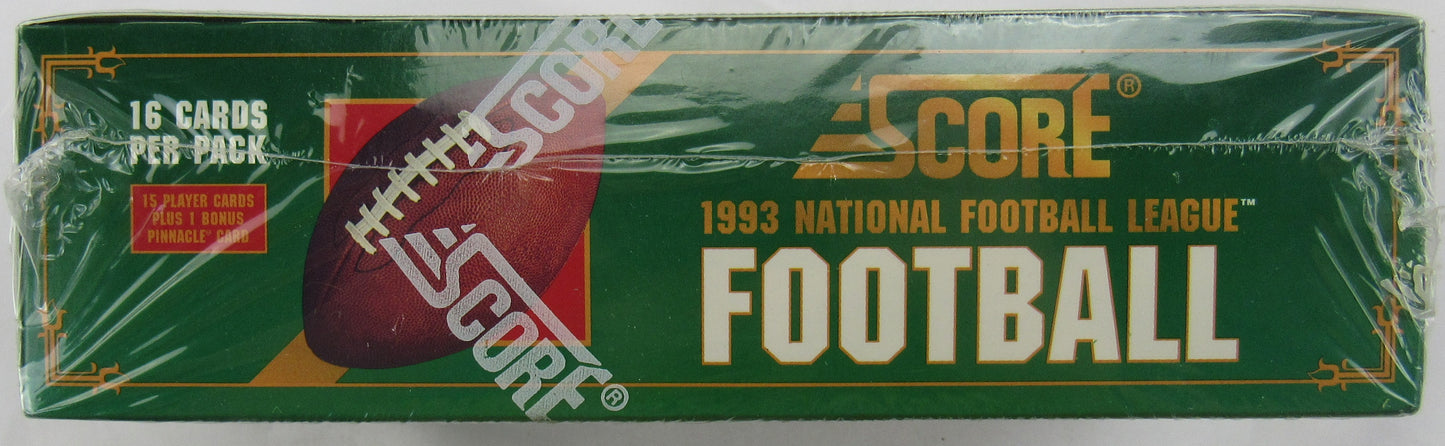 16 CARDS
PER PACK
15 PLAYER CARDS
PLUS 1 BONUS
PINNACLE® CARD
SCORE
SCORE®
SCORE®
1993 NATIONAL FOOTBALL LEAGUE™
FOOTBALL